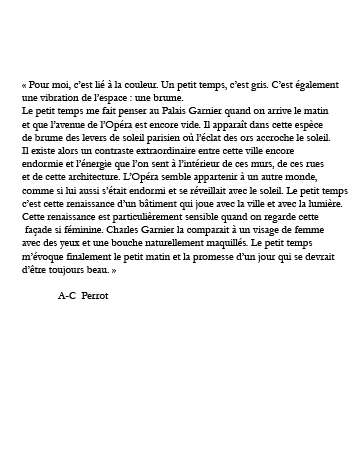 « Pour moi, c’est lié à la couleur. Un petit temps, c’est gris. C’est également
une vibration de l’espace : une brume.
Le petit temps me fait penser au Palais Garnier quand on arrive le matin
et que l’avenue de l’Opéra est encore vide. Il apparaît dans cette espèce
de brume des levers de soleil parisien où l’éclat des ors accroche le soleil.
Il existe alors un contraste extraordinaire entre cette ville encore
endormie et l’énergie que l’on sent à l’intérieur de ces murs, de ces rues
et de cette architecture. L’Opéra semble appartenir à un autre monde,
comme si lui aussi s’était endormi et se réveillait avec le soleil. Le petit temps
c’est cette renaissance d’un bâtiment qui joue avec la ville et avec la lumière.
Cette renaissance est particulièrement sensible quand on regarde cette
façade si féminine. Charles Garnier la comparait à un visage de femme
avec des yeux et une bouche naturellement maquillés. Le petit temps
m’évoque finalement le petit matin et la promesse d’un jour qui se devrait
d’être toujours beau. »
A-C Perrot